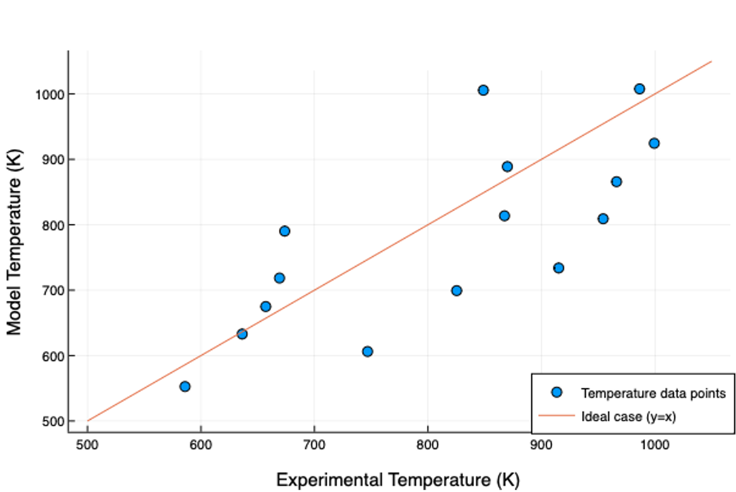 Model Temperature (K)
1000
900
800
700
600
500
500 600 700 800 900 1000
Experimental Temperature (K)
Temperature data points
Ideal case (y=x)